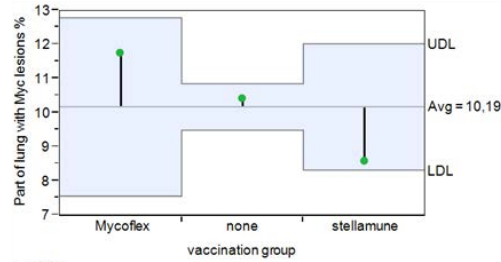 Part of lung with Myc lesions %
13
12
11
10
9
8
7
UDL
Avg = 10,19
LDL
Mycoflex
none
stellamune
vaccination group